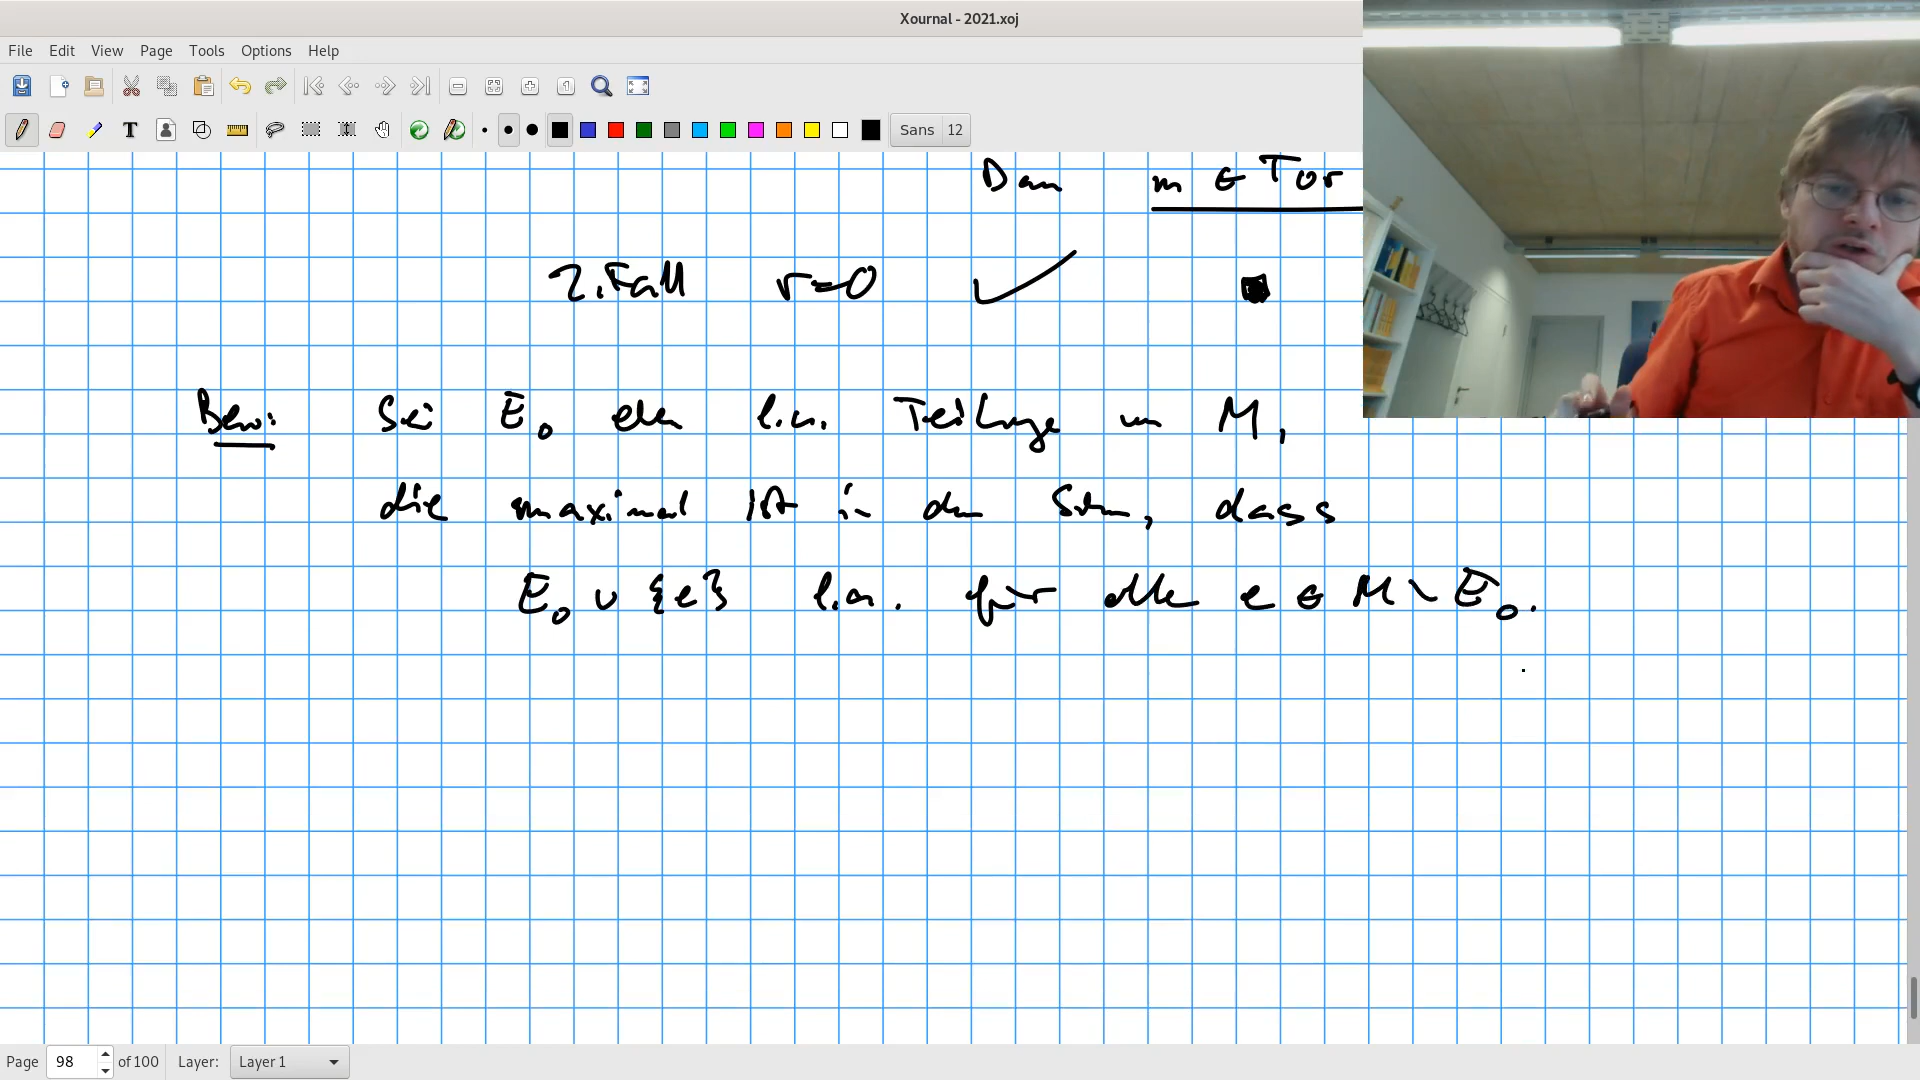 Xournal - 2021.xoj
File Edit View Page Tools Options Help
Sans 12
Dann m ∈ Tor
2. Fall r=0 ✓ ■
Bew: Sei E₀ eine l.u. Teilmenge von M,
die maximal ist in dem Sinn, dass
E₀ ∪ {e} l.a. für alle e ∈ M \ E₀.
Page 98 of 100 Layer: Layer 1